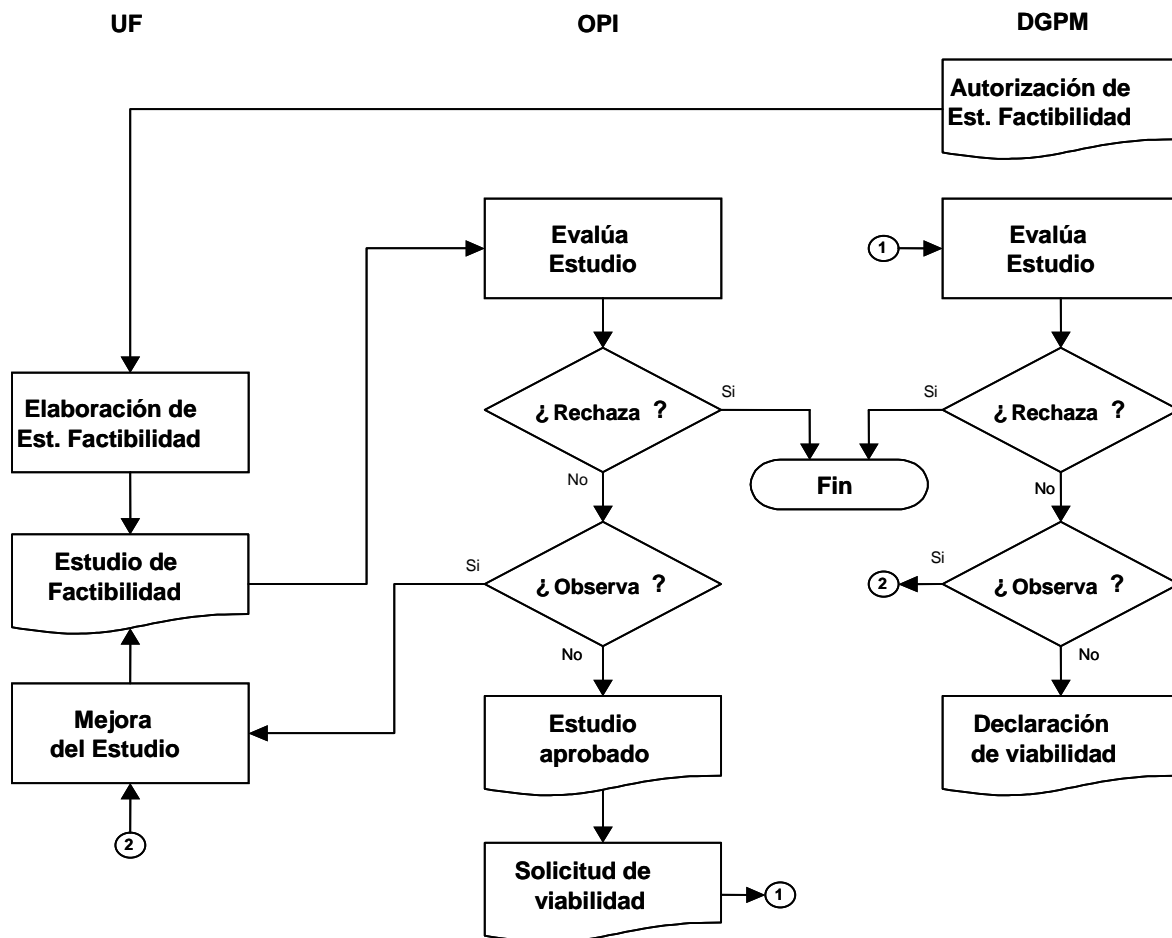 UF
OPI
DGPM
Autorización de
Est. Factibilidad
Evalúa
Estudio
1
Evalúa
Estudio
Elaboración de
Est. Factibilidad
¿ Rechaza ?
Si
Si
¿ Rechaza ?
Fin
No
No
Estudio de
Factibilidad
Si
¿ Observa ?
2
Si
¿ Observa ?
No
No
Mejora
del Estudio
Estudio
aprobado
Declaración
de viabilidad
2
Solicitud de
viabilidad
1